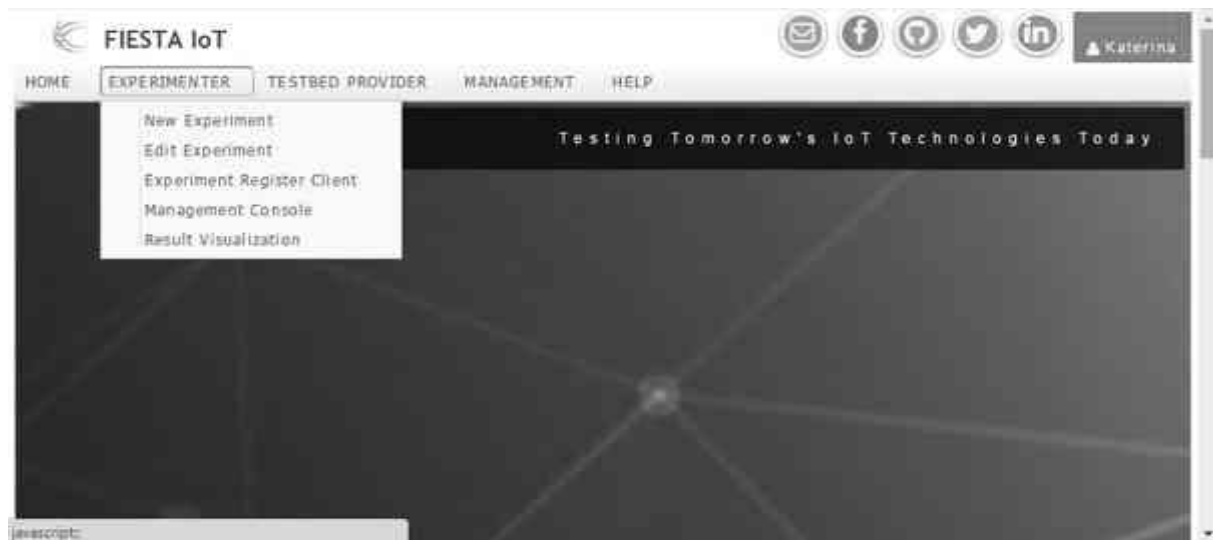 FIESTA IoT
Katerina
HOME EXPERIMENTER TESTBED PROVIDER MANAGEMENT HELP
New Experiment
Edit Experiment
Experiment Register Client
Management Console
Result Visualization
Testing Tomorrow's IoT Technologies Today
javascript: